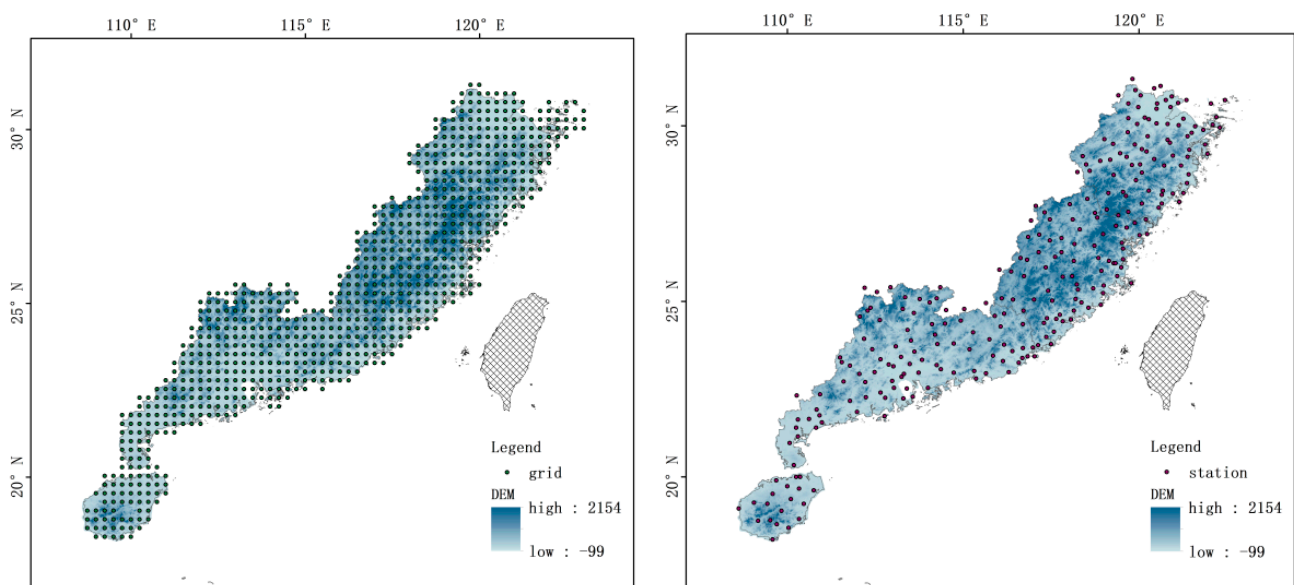 110° E 115° E 120° E
30° N
25° N
20° N
Legend
grid
DEM
high : 2154
low : -99
110° E 115° E 120° E
30° N
25° N
20° N
Legend
station
DEM
high : 2154
low : -99